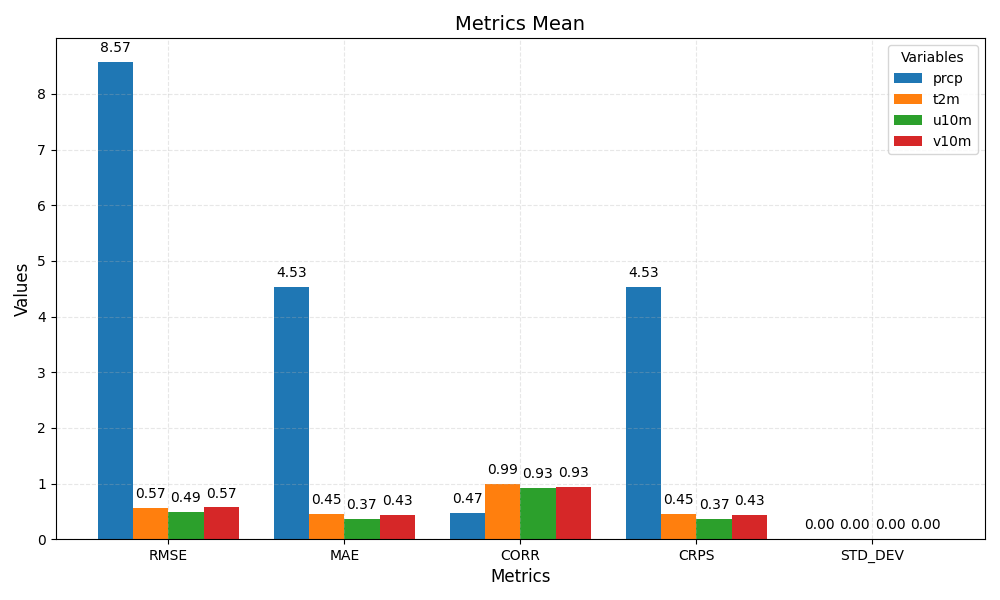 Metrics Mean
Values
8
7
6
5
4
3
2
1
0
8.57
0.57
0.49
0.57
4.53
0.45
0.37
0.43
0.47
0.99
0.93
0.93
4.53
0.45
0.37
0.43
0.00 0.00 0.00 0.00
Variables
prcp
t2m
u10m
v10m
RMSE MAE CORR CRPS STD_DEV
Metrics